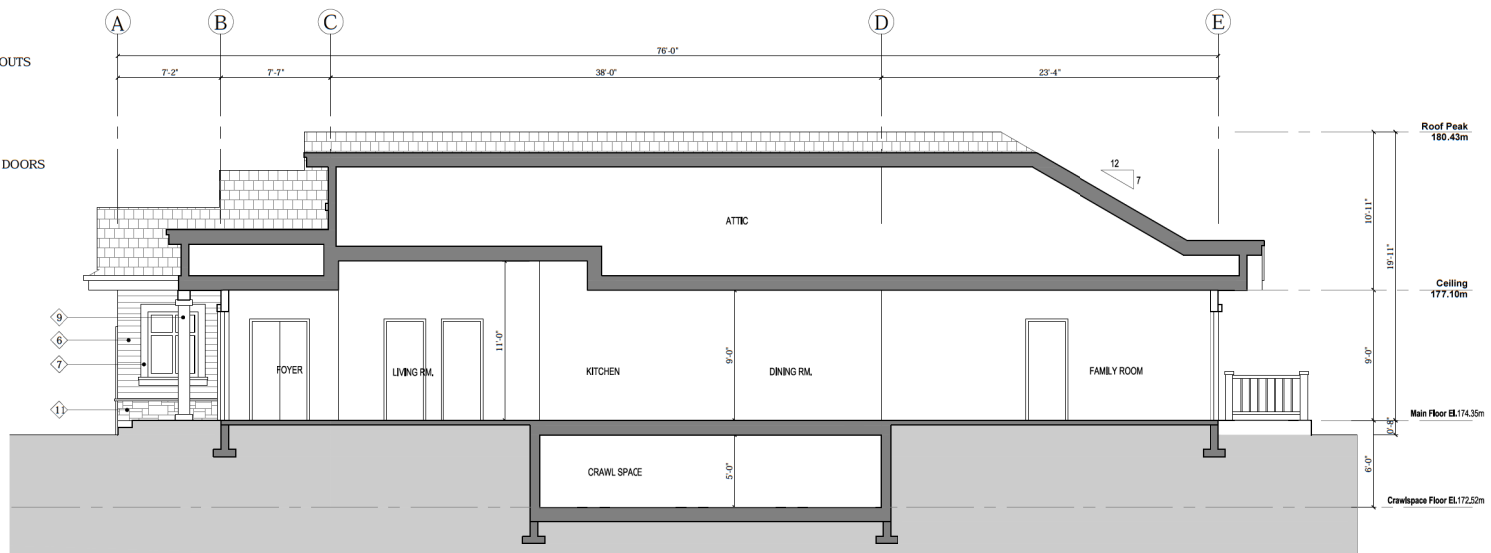 A
B
C
D
E
OUTS
76'-0"
7'-2"
7'-7"
38'-0"
23'-4"
DOORS
Roof Peak
180.43m
12
7
ATTIC
10'-11"
19'-11"
Ceiling
177.10m
9
6
7
11
FOYER
LIVING RM.
11'-0"
KITCHEN
9'-0"
DINING RM.
FAMILY ROOM
9'-0"
Main Floor El.174.35m
0'-8"
CRAWL SPACE
5'-0"
6'-0"
Crawlspace Floor El.172.52m